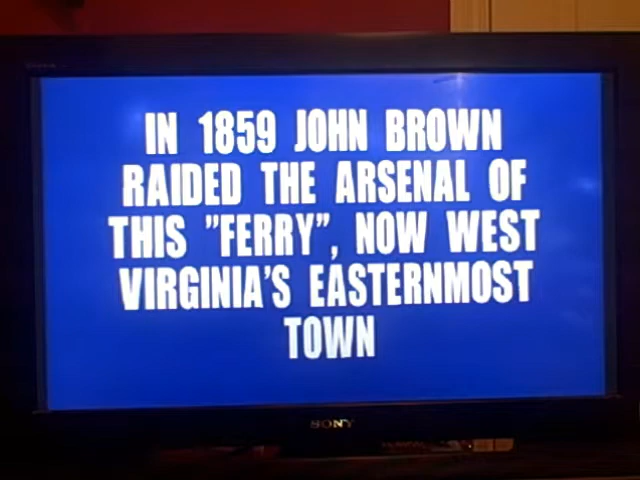 IN 1859 JOHN BROWN
RAIDED THE ARSENAL OF
THIS "FERRY", NOW WEST
VIRGINIA'S EASTERNMOST
TOWN
SONY